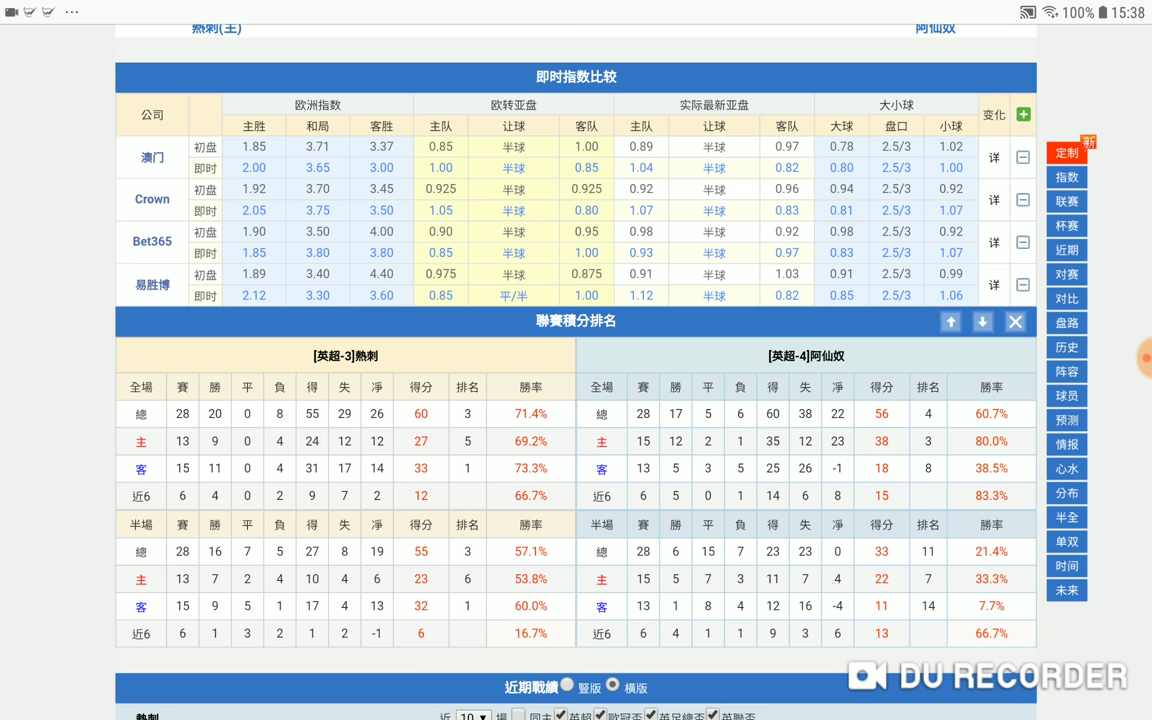 100% 15:38
熱刺(主) 阿仙奴
即时指数比较
公司 欧洲指数 欧转亚盘 实际最新亚盘 大小球 变化
主胜 和局 客胜 主队 让球 客队 主队 让球 客队 大球 盘口 小球
澳门 初盘 1.85 3.71 3.37 0.85 半球 1.00 0.89 半球 0.97 0.78 2.5/3 1.02 详
即时 2.00 3.65 3.00 1.00 半球 0.85 1.04 半球 0.82 0.80 2.5/3 1.00
Crown 初盘 1.92 3.70 3.45 0.925 半球 0.925 0.92 半球 0.96 0.94 2.5/3 0.92 详
即时 2.05 3.75 3.50 1.05 半球 0.80 1.07 半球 0.83 0.81 2.5/3 1.07
Bet365 初盘 1.90 3.50 4.00 0.90 半球 0.95 0.98 半球 0.92 0.98 2.5/3 0.92 详
即时 1.85 3.80 3.80 0.85 半球 1.00 0.93 半球 0.97 0.83 2.5/3 1.07
易胜博 初盘 1.89 3.40 4.40 0.975 半球 0.875 0.91 半球 1.03 0.91 2.5/3 0.99 详
即时 2.12 3.30 3.60 0.85 平/半 1.00 1.12 半球 0.82 0.85 2.5/3 1.06
聯賽積分排名
[英超-3]熱刺 [英超-4]阿仙奴
全場 賽 勝 平 負 得 失 凈 得分 排名 勝率 全場 賽 勝 平 負 得 失 凈 得分 排名 勝率
總 28 20 0 8 55 29 26 60 3 71.4% 總 28 17 5 6 60 38 22 56 4 60.7%
主 13 9 0 4 24 12 12 27 5 69.2% 主 15 12 2 1 35 12 23 38 3 80.0%
客 15 11 0 4 31 17 14 33 1 73.3% 客 13 5 3 5 25 26 -1 18 8 38.5%
近6 6 4 0 2 9 7 2 12 66.7% 近6 6 5 0 1 14 6 8 15 83.3%
半場 賽 勝 平 負 得 失 凈 得分 排名 勝率 半場 賽 勝 平 負 得 失 凈 得分 排名 勝率
總 28 16 7 5 27 8 19 55 3 57.1% 總 28 6 15 7 23 23 0 33 11 21.4%
主 13 7 2 4 10 4 6 23 6 53.8% 主 15 5 7 3 11 7 4 22 7 33.3%
客 15 9 5 1 17 4 13 32 1 60.0% 客 13 1 8 4 12 16 -4 11 14 7.7%
近6 6 1 3 2 1 2 -1 6 16.7% 近6 6 4 1 1 9 3 6 13 66.7%
近期戰績 豎版 橫版
熱刺 近 10 場 同主 英超 歐冠盃 英足總盃 英聯盃
新
定制
指数
联赛
杯赛
近期
对赛
对比
盘路
历史
阵容
球员
预测
情报
心水
分布
半全
单双
时间
未来
DU RECORDER